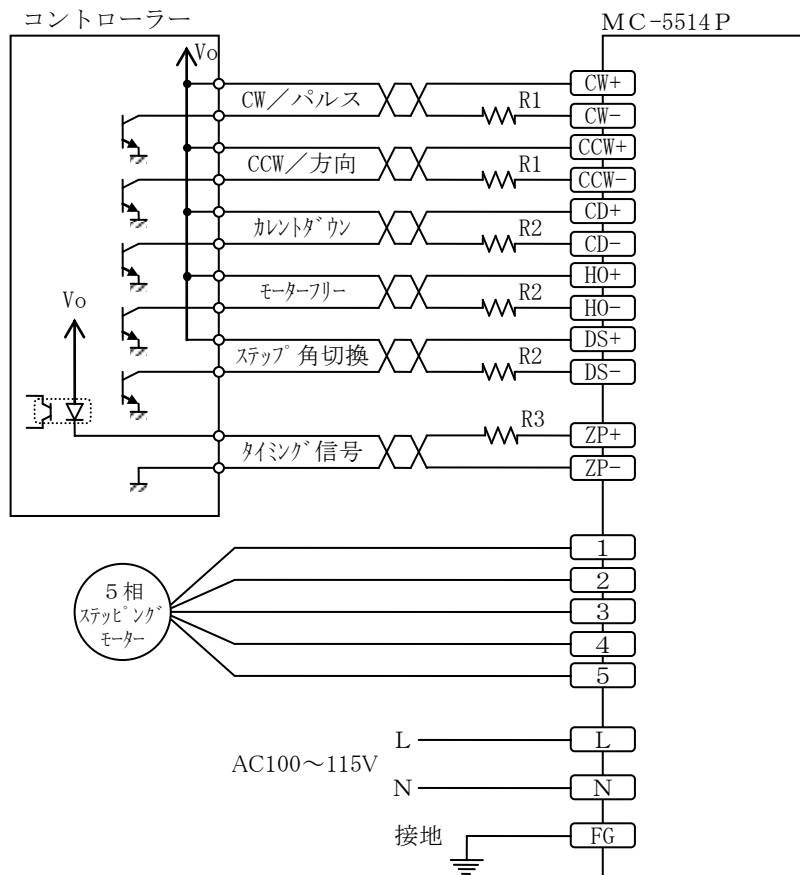 コントローラー
MC-5514P
Vo
CW+
CW／パルス
R1
CW-
CCW+
CCW／方向
R1
CCW-
CD+
ｶﾚﾝﾄﾀﾞｳﾝ
R2
CD-
HO+
ﾓｰﾀｰﾌﾘｰ
R2
HO-
Vo
DS+
ｽﾃｯﾌﾟ角切換
R2
DS-
R3
ZP+
ﾀｲﾐﾝｸﾞ信号
ZP-
1
2
3
4
5
５相
ｽﾃｯﾋﾟﾝｸﾞ
ﾓｰﾀｰ
L
L
AC100～115V
N
N
接地
FG